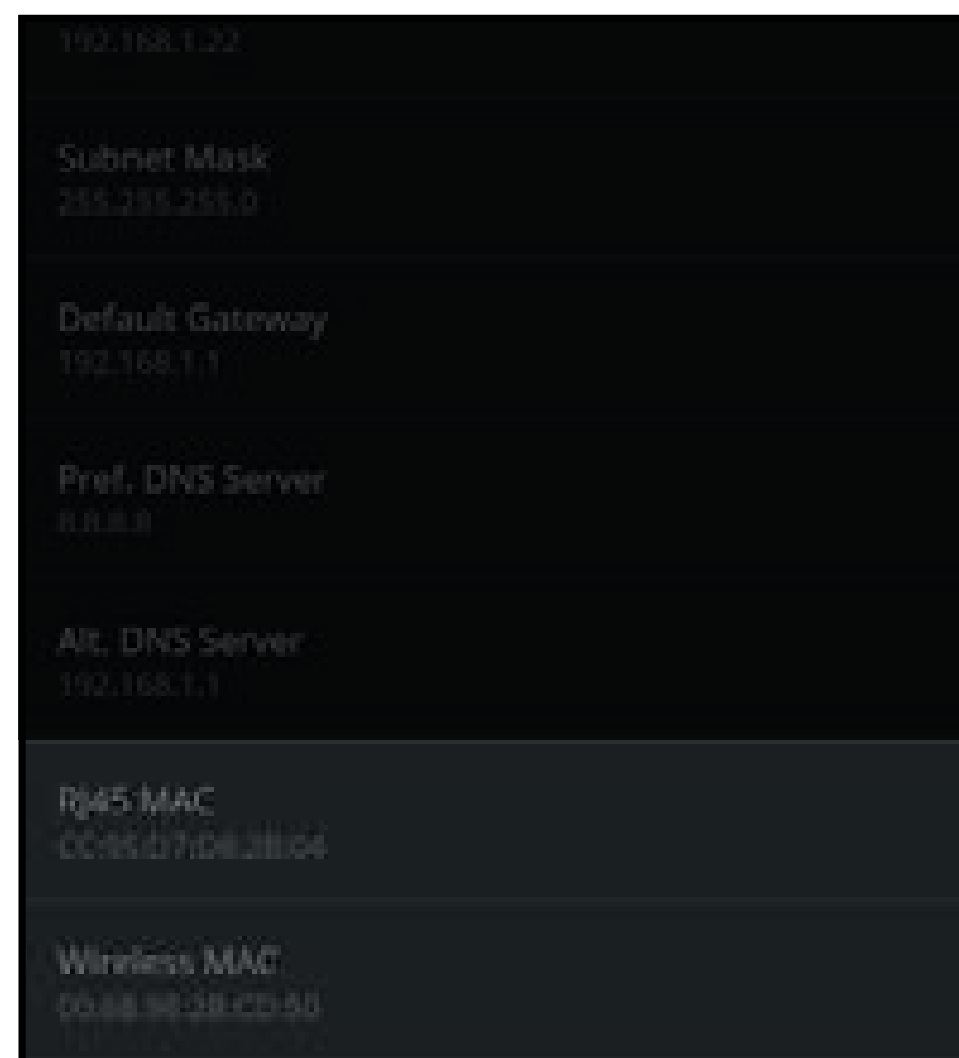 192.168.1.22
Subnet Mask
255.255.255.0
Default Gateway
192.168.1.1
Pref. DNS Server
8.8.8.8
Alt. DNS Server
192.168.1.1
RJ45 MAC
Wireless MAC